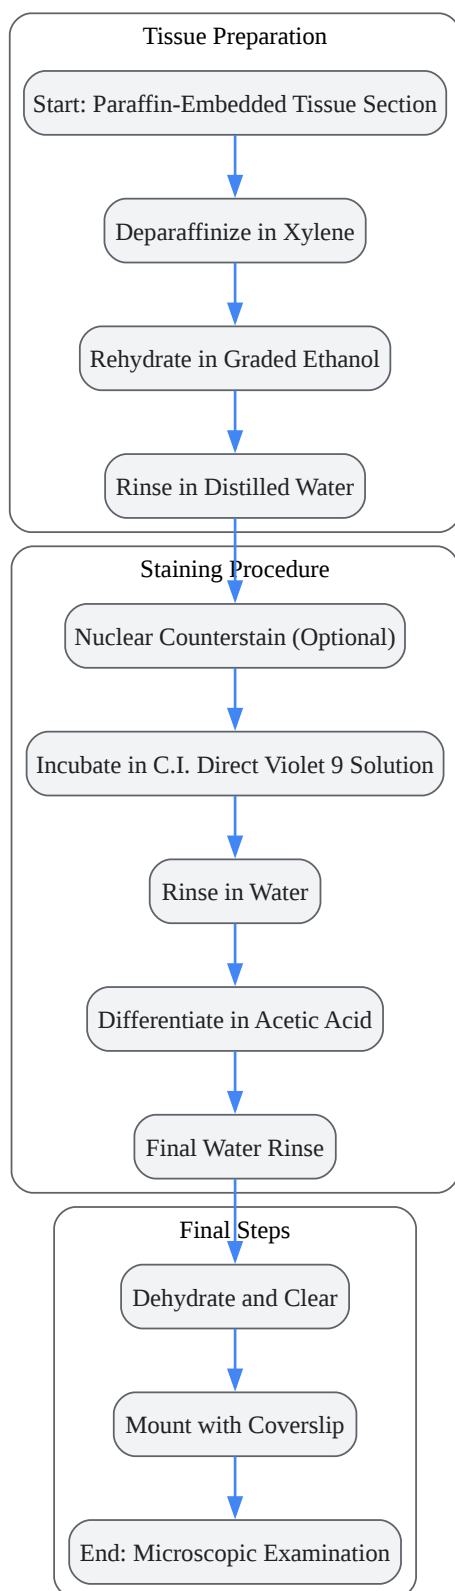 Tissue Preparation
Start: Paraffin-Embedded Tissue Section
Deparaffinize in Xylene
Rehydrate in Graded Ethanol
Rinse in Distilled Water
Staining Procedure
Nuclear Counterstain (Optional)
Incubate in C.I. Direct Violet 9 Solution
Rinse in Water
Differentiate in Acetic Acid
Final Water Rinse
Final Steps
Dehydrate and Clear
Mount with Coverslip
End: Microscopic Examination